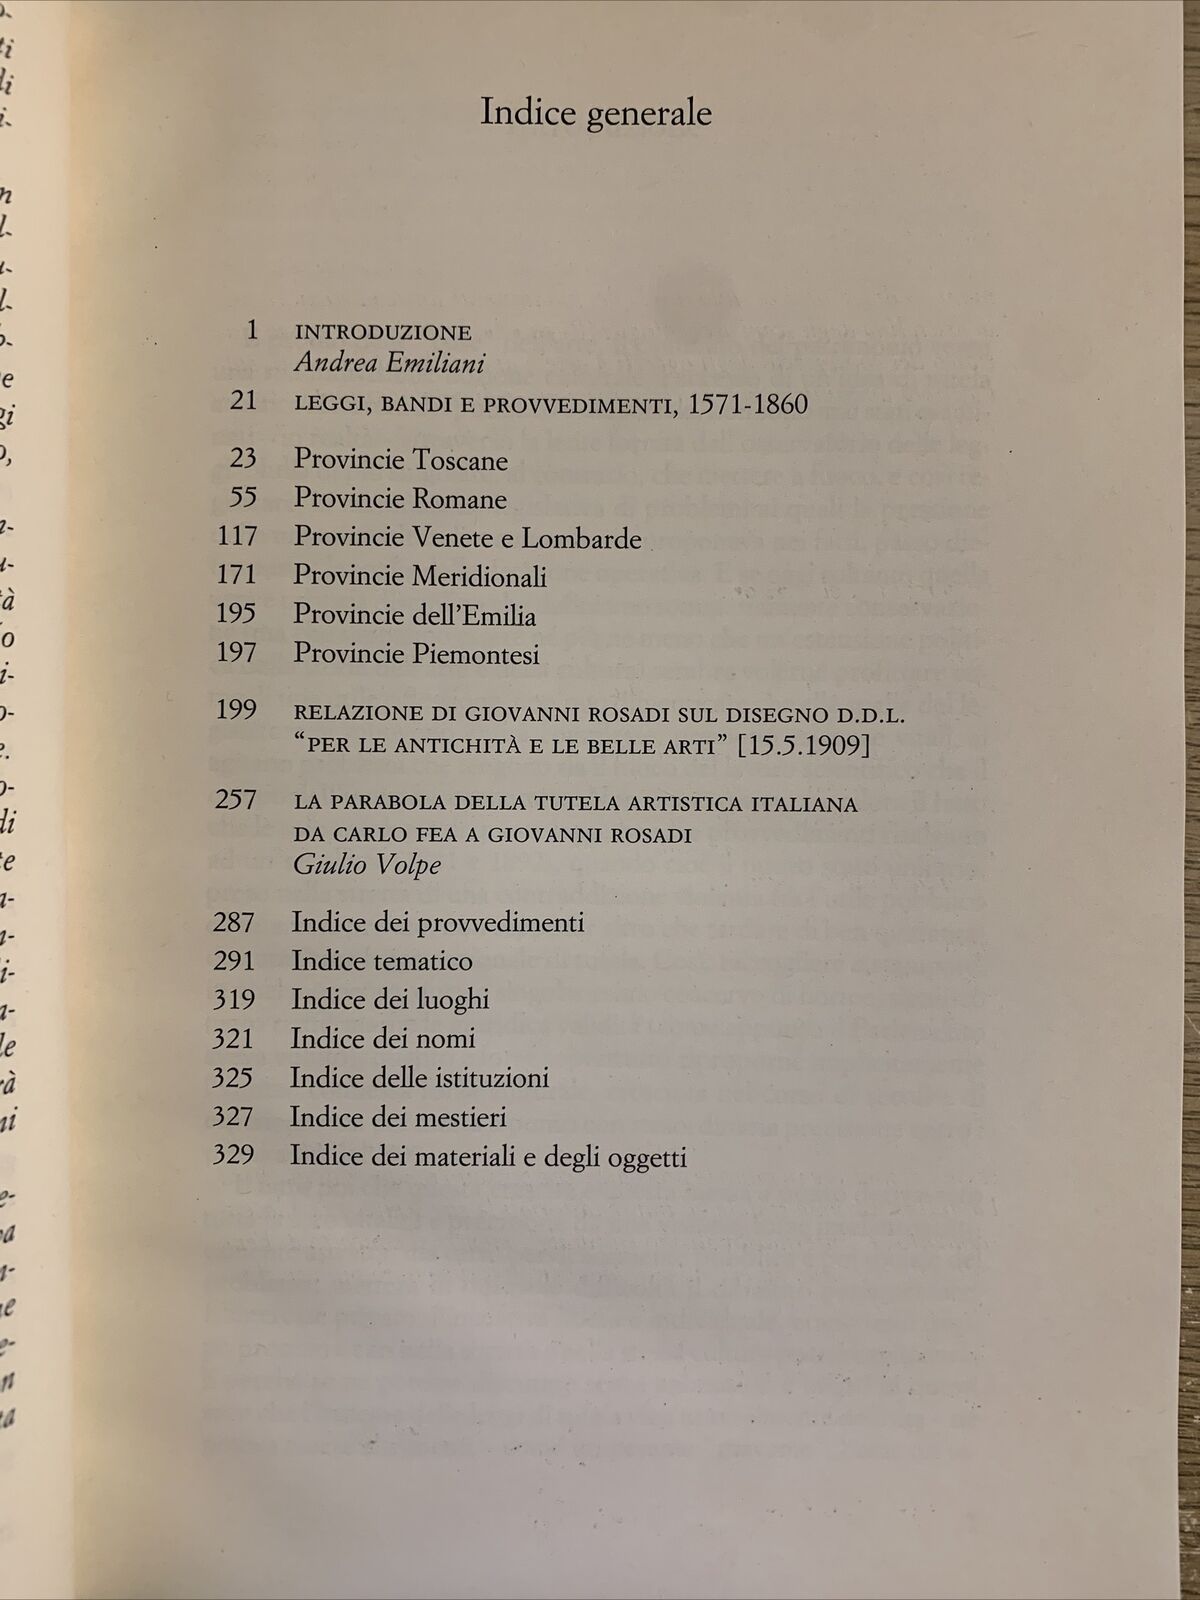 Indice generale
1 INTRODUZIONE
Andrea Emiliani
21 LEGGI, BANDI E PROVVEDIMENTI, 1571-1860
23 Provincie Toscane
55 Provincie Romane
117 Provincie Venete e Lombarde
171 Provincie Meridionali
195 Provincie dell'Emilia
197 Provincie Piemontesi
199 RELAZIONE DI GIOVANNI ROSADI SUL DISEGNO D.D.L.
“PER LE ANTICHITÀ E LE BELLE ARTI” [15.5.1909]
257 LA PARABOLA DELLA TUTELA ARTISTICA ITALIANA
DA CARLO FEA A GIOVANNI ROSADI
Giulio Volpe
287 Indice dei provvedimenti
291 Indice tematico
319 Indice dei luoghi
321 Indice dei nomi
325 Indice delle istituzioni
327 Indice dei mestieri
329 Indice dei materiali e degli oggetti